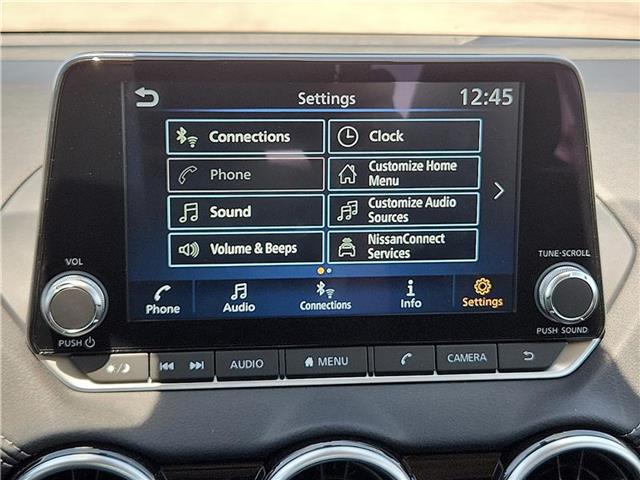 Settings 12:45
Connections Clock
Phone Customize Home
Menu
Sound Customize Audio
Sources
Volume & Beeps NissanConnect
Services
Phone Audio Connections Info Settings
VOL
PUSH
TUNE·SCROLL
PUSH SOUND
AUDIO MENU CAMERA